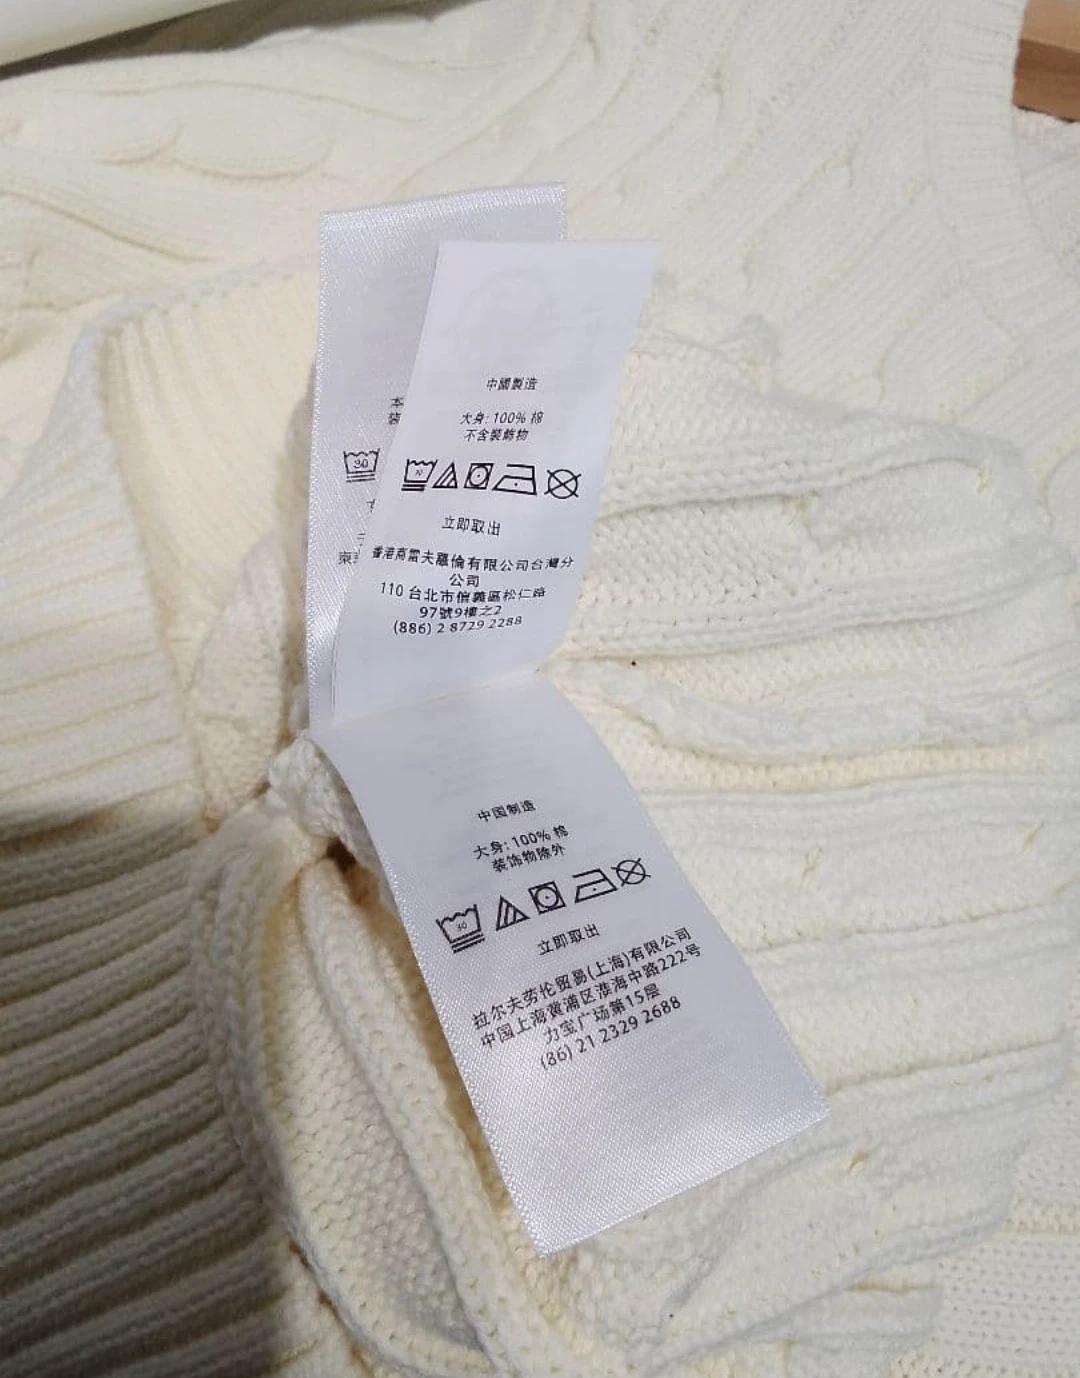 中國製造
大身: 100% 棉
不含裝飾物
30
立即取出
香港商雷夫羅倫有限公司台灣分
公司
110 台北市信義區松仁路
97號9樓之2
(886) 2 8729 2288
本
30
中国制造
大身: 100% 棉
装饰物除外
30
立即取出
拉尔夫劳伦贸易(上海)有限公司
中国上海黄浦区淮海中路222号
力宝广场第15层
(86) 21 2329 2688